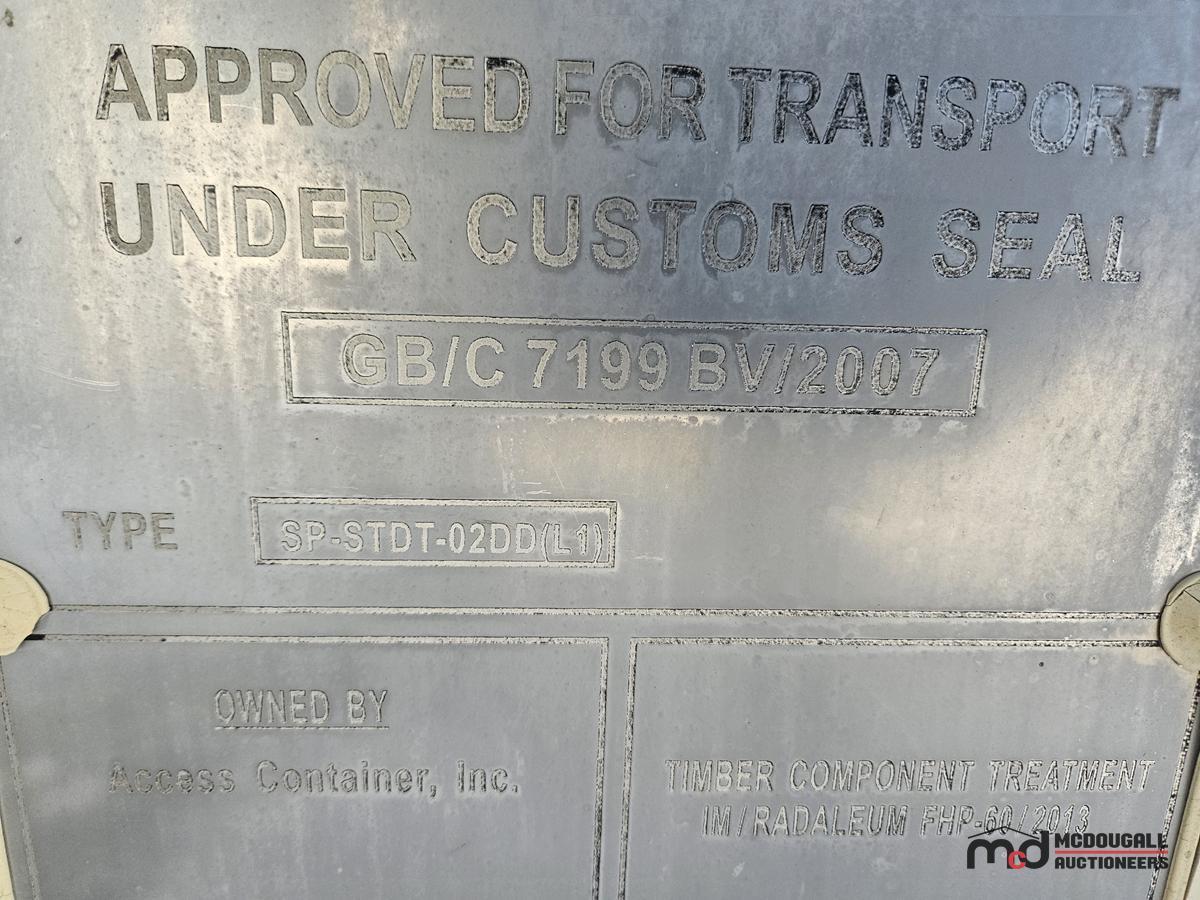 APPROVED FOR TRANSPORT
UNDER CUSTOMS SEAL
GB/C 7199 BV/2007
TYPE SP-STDT-02DD(L1)
OWNED BY
Access Container, Inc.
TIMBER COMPONENT TREATMENT
IM/RADALEUM FHP-60/2013
mcd MCDOUGALL
AUCTIONEERS